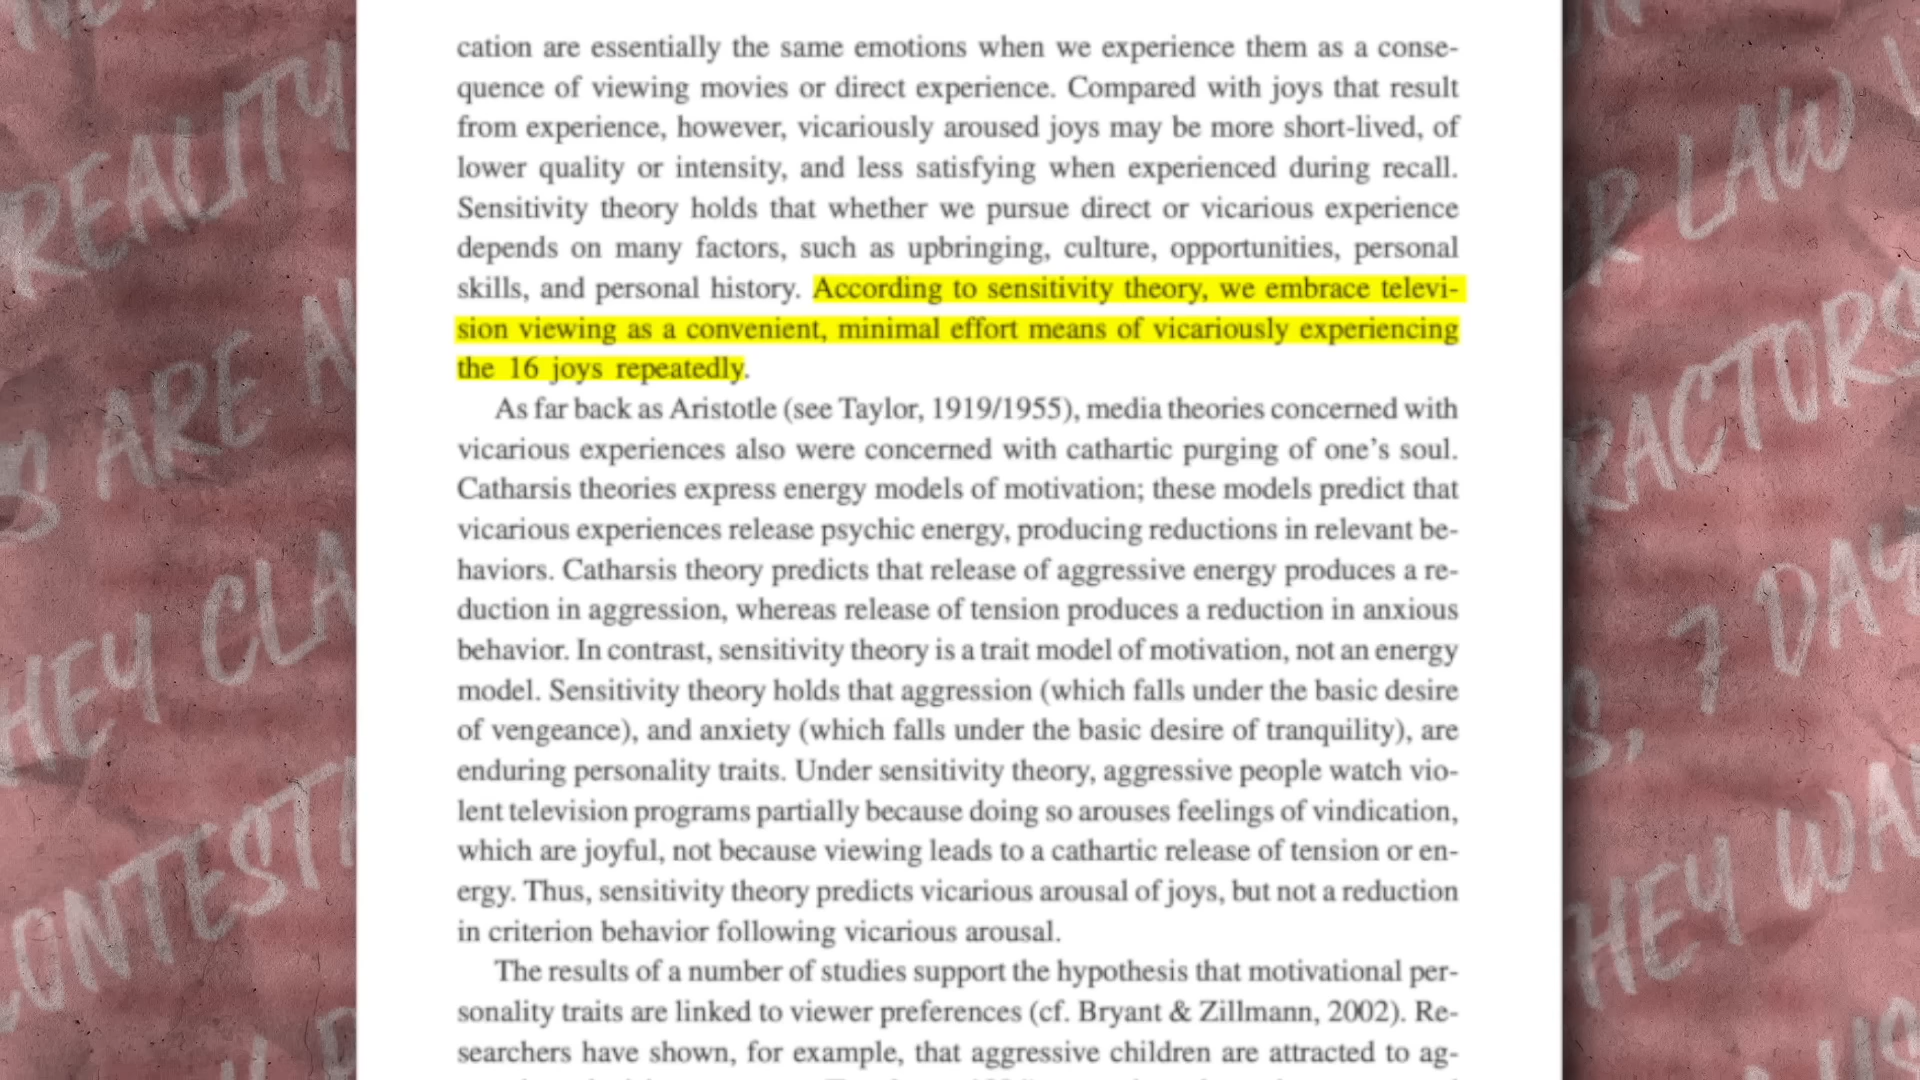 cation are essentially the same emotions when we experience them as a conse-
quence of viewing movies or direct experience. Compared with joys that result
from experience, however, vicariously aroused joys may be more short-lived, of
lower quality or intensity, and less satisfying when experienced during recall.
Sensitivity theory holds that whether we pursue direct or vicarious experience
depends on many factors, such as upbringing, culture, opportunities, personal
skills, and personal history. According to sensitivity theory, we embrace televi-
sion viewing as a convenient, minimal effort means of vicariously experiencing
the 16 joys repeatedly.
As far back as Aristotle (see Taylor, 1919/1955), media theories concerned with
vicarious experiences also were concerned with cathartic purging of one's soul.
Catharsis theories express energy models of motivation; these models predict that
vicarious experiences release psychic energy, producing reductions in relevant be-
haviors. Catharsis theory predicts that release of aggressive energy produces a re-
duction in aggression, whereas release of tension produces a reduction in anxious
behavior. In contrast, sensitivity theory is a trait model of motivation, not an energy
model. Sensitivity theory holds that aggression (which falls under the basic desire
of vengeance), and anxiety (which falls under the basic desire of tranquility), are
enduring personality traits. Under sensitivity theory, aggressive people watch vio-
lent television programs partially because doing so arouses feelings of vindication,
which are joyful, not because viewing leads to a cathartic release of tension or en-
ergy. Thus, sensitivity theory predicts vicarious arousal of joys, but not a reduction
in criterion behavior following vicarious arousal.
The results of a number of studies support the hypothesis that motivational per-
sonality traits are linked to viewer preferences (cf. Bryant & Zillmann, 2002). Re-
searchers have shown, for example, that aggressive children are attracted to ag-
REALITY
S ARE A
HEY CLA
CONTESTA
R LAW
RACTORS
S, 7 DAY
HEY WA